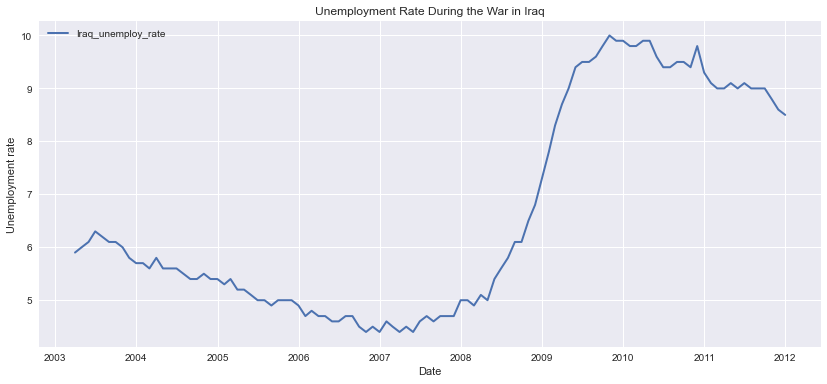 Unemployment Rate During the War in Iraq
Iraq_unemploy_rate
Unemployment rate
10
9
8
7
6
5
2003 2004 2005 2006 2007 2008 2009 2010 2011 2012
Date